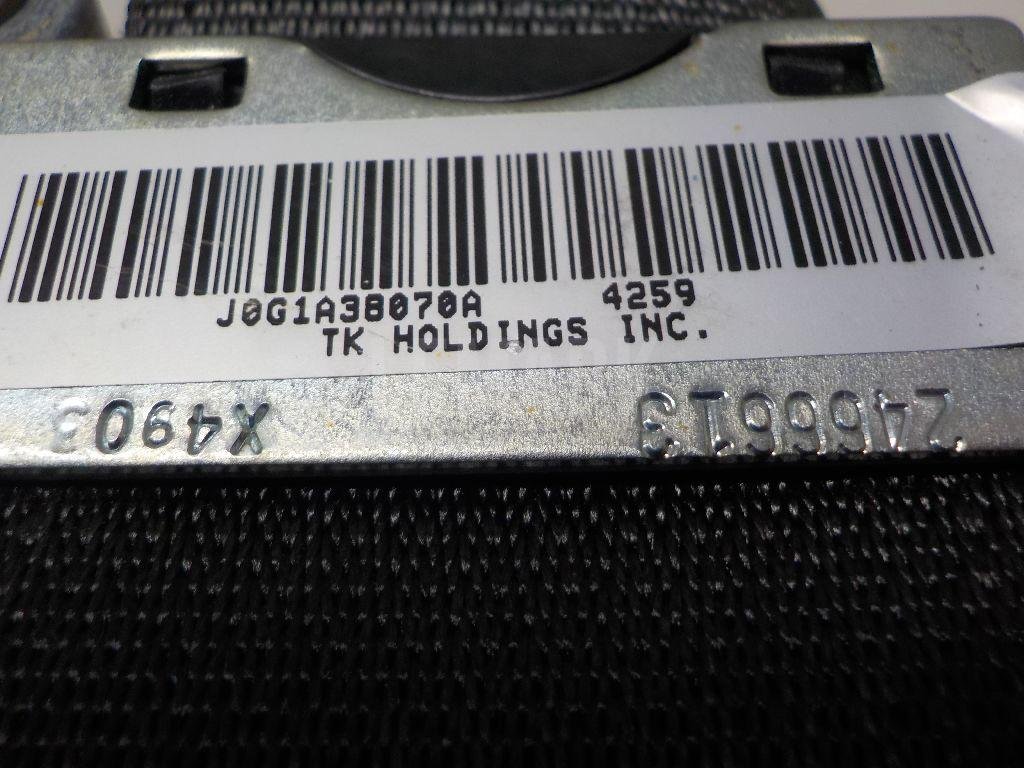 J0G1A38070A 4259
TK HOLDINGS INC.
2466613 X4903